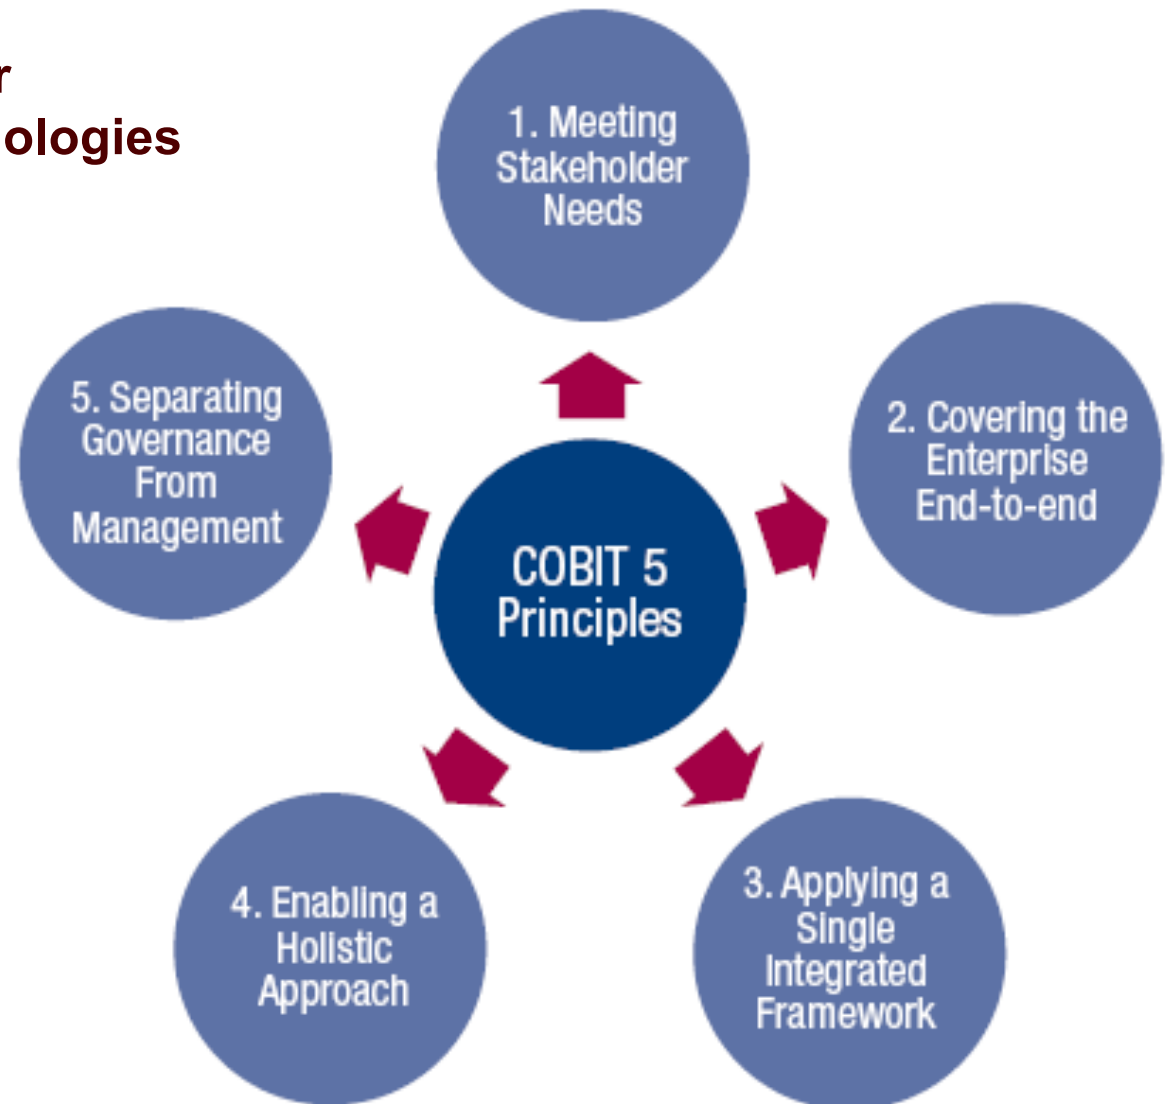 r
ologies
1. Meeting
Stakeholder
Needs
2. Covering the
Enterprise
End-to-end
3. Applying a
Single
Integrated
Framework
4. Enabling a
Holistic
Approach
5. Separating
Governance
From
Management
COBIT 5
Principles